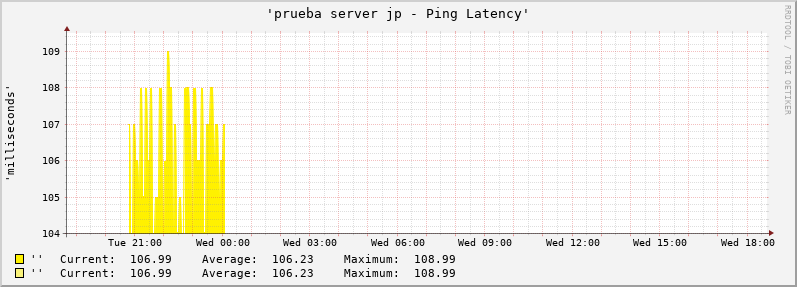 'prueba server jp - Ping Latency'
RRDTOOL / TOBI OETIKER
'milliseconds'
109
108
107
106
105
104
Tue 21:00 Wed 00:00 Wed 03:00 Wed 06:00 Wed 09:00 Wed 12:00 Wed 15:00 Wed 18:00
'' Current: 106.99 Average: 106.23 Maximum: 108.99
'' Current: 106.99 Average: 106.23 Maximum: 108.99